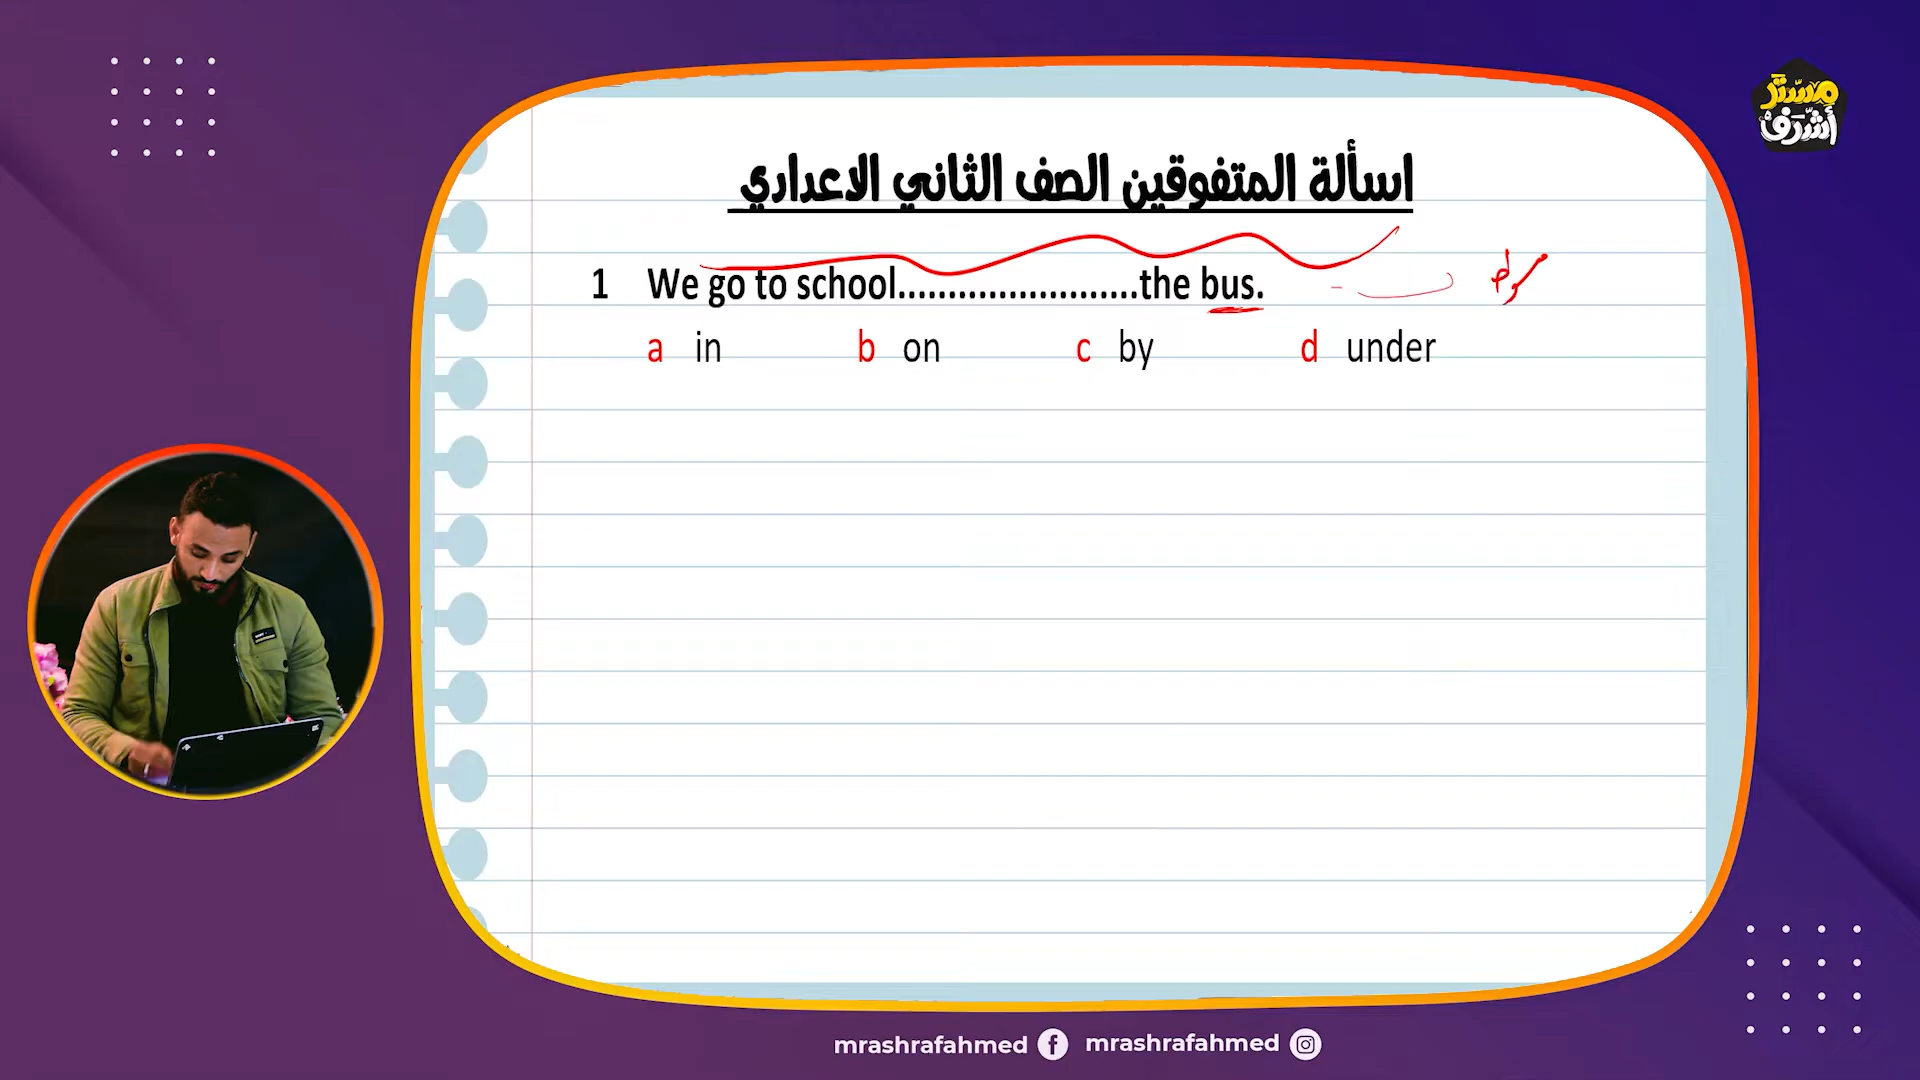 مستر
أشرف
اسألة المتفوقين الصف الثاني الاعدادي
1 We go to school........................the bus.
a in b on c by d under
mrashrafahmed mrashrafahmed